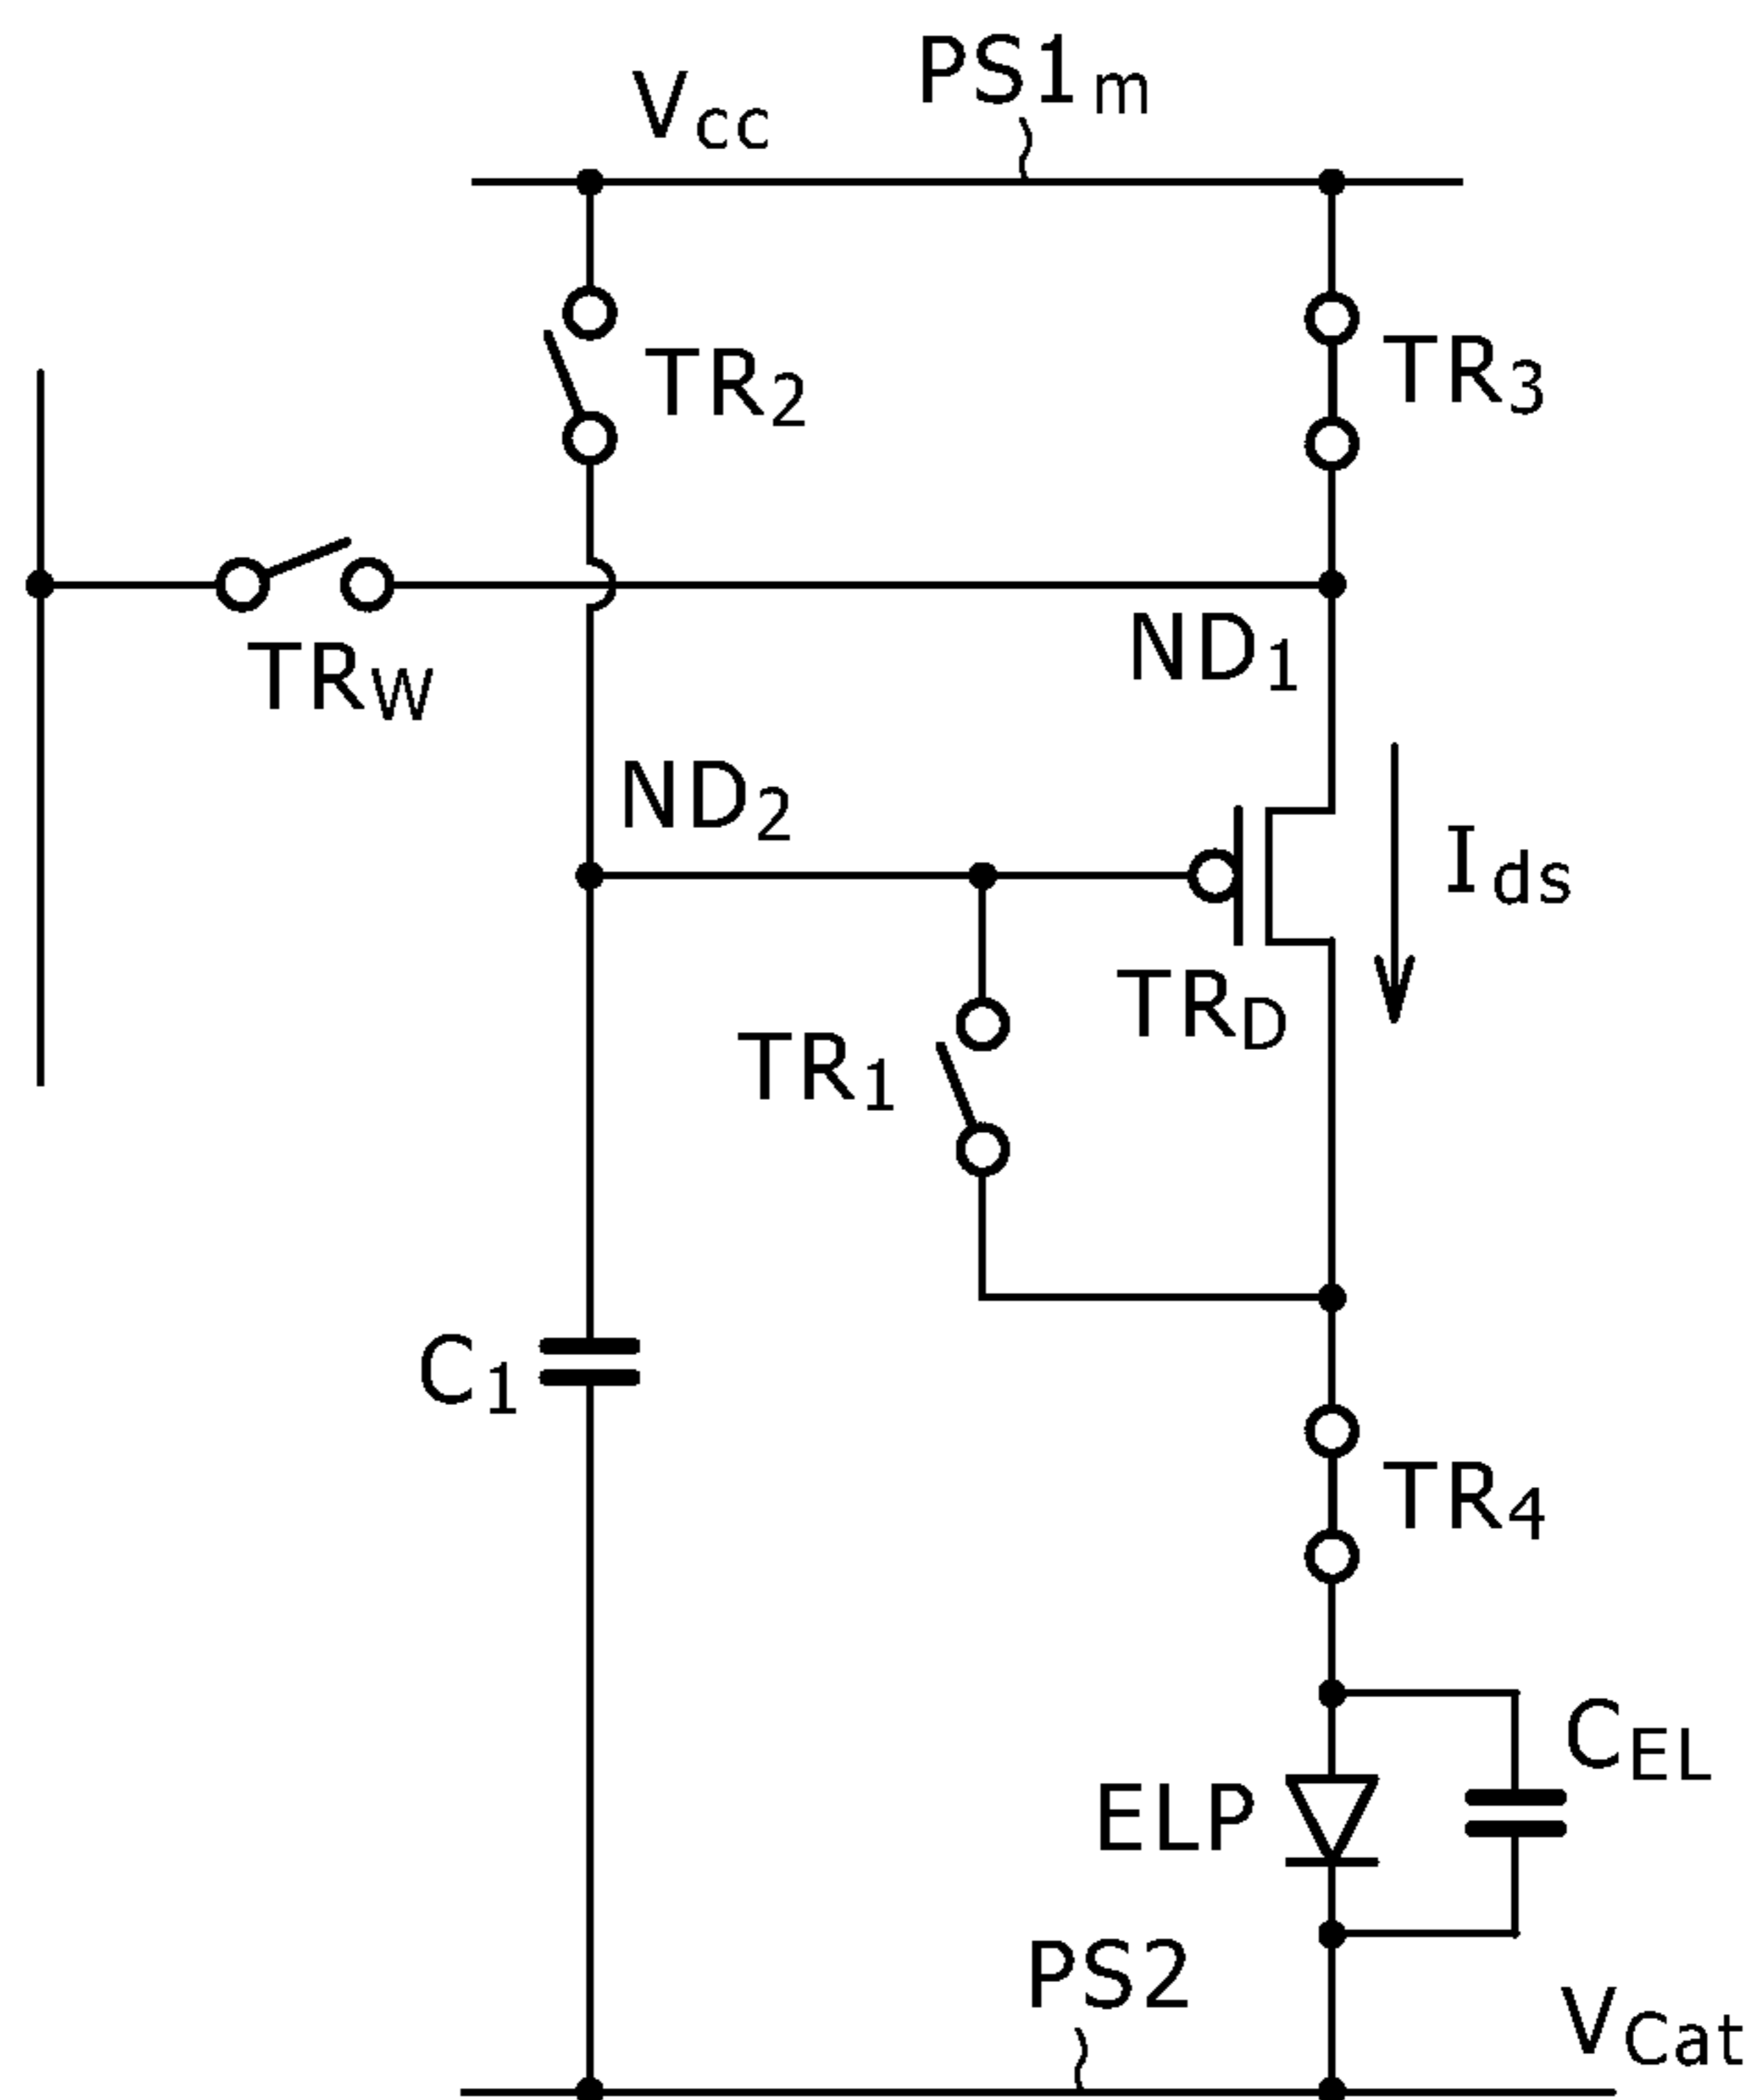 PS1m
Vcc
TR2
TR3
TRW
ND1
ND2
Ids
TRD
TR1
C1
TR4
CEL
ELP
PS2
VCat